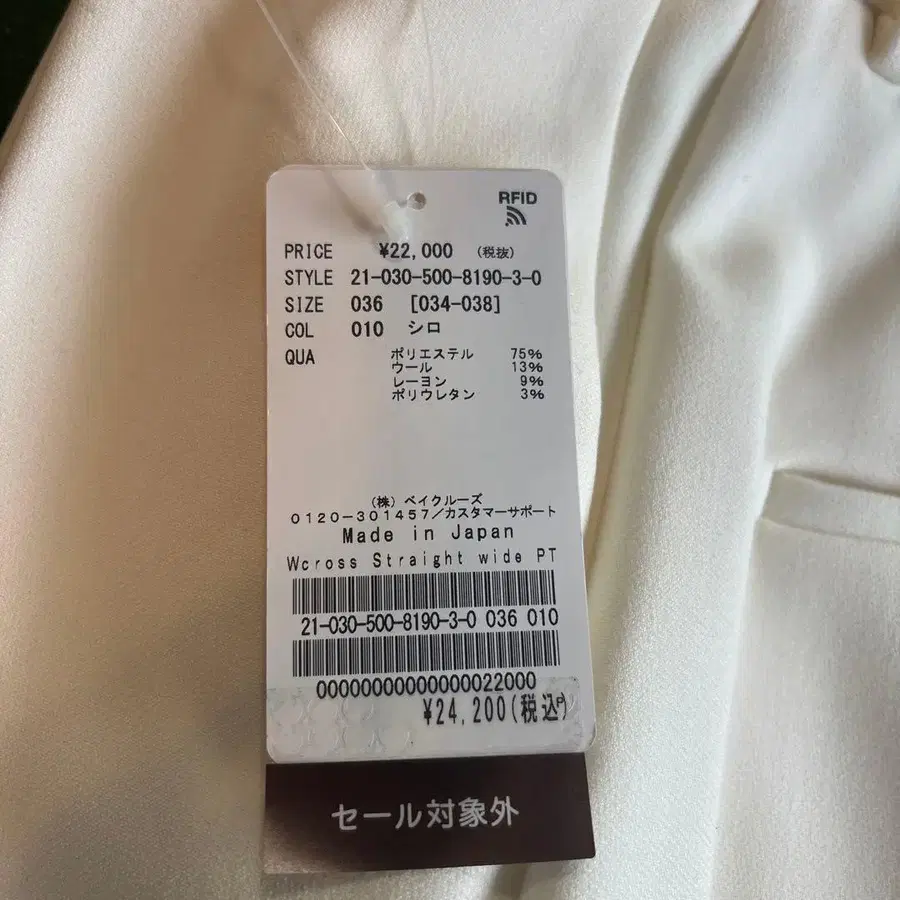 RFID
PRICE ¥22,000 (税抜)
STYLE 21-030-500-8190-3-0
SIZE 036 [034-038]
COL 010 シロ
QUA ポリエステル 75%
ウール 13%
レーヨン 9%
ポリウレタン 3%
(株) ベイクルーズ
0120-301457/カスタマーサポート
Made in Japan
Wcross Straight wide PT
21-030-500-8190-3-0 036 010
00000000000000022000
¥24,200(税込)
セール対象外